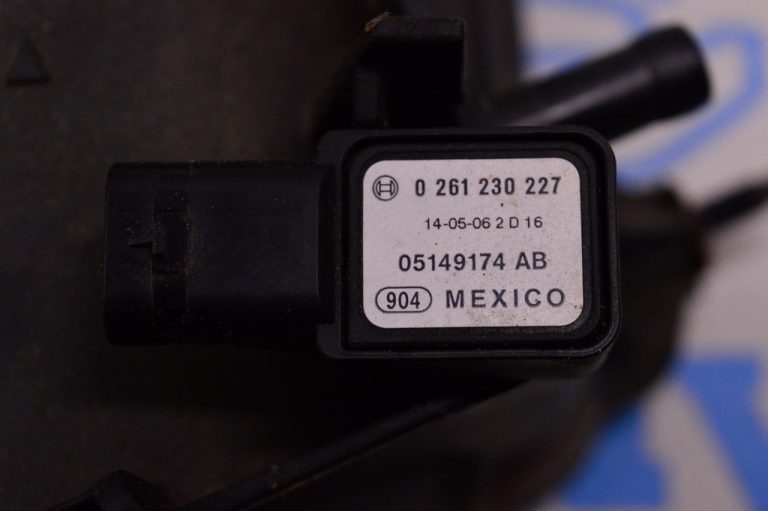 0 261 230 227
14-05-06 2 D 16
05149174 AB
904 MEXICO